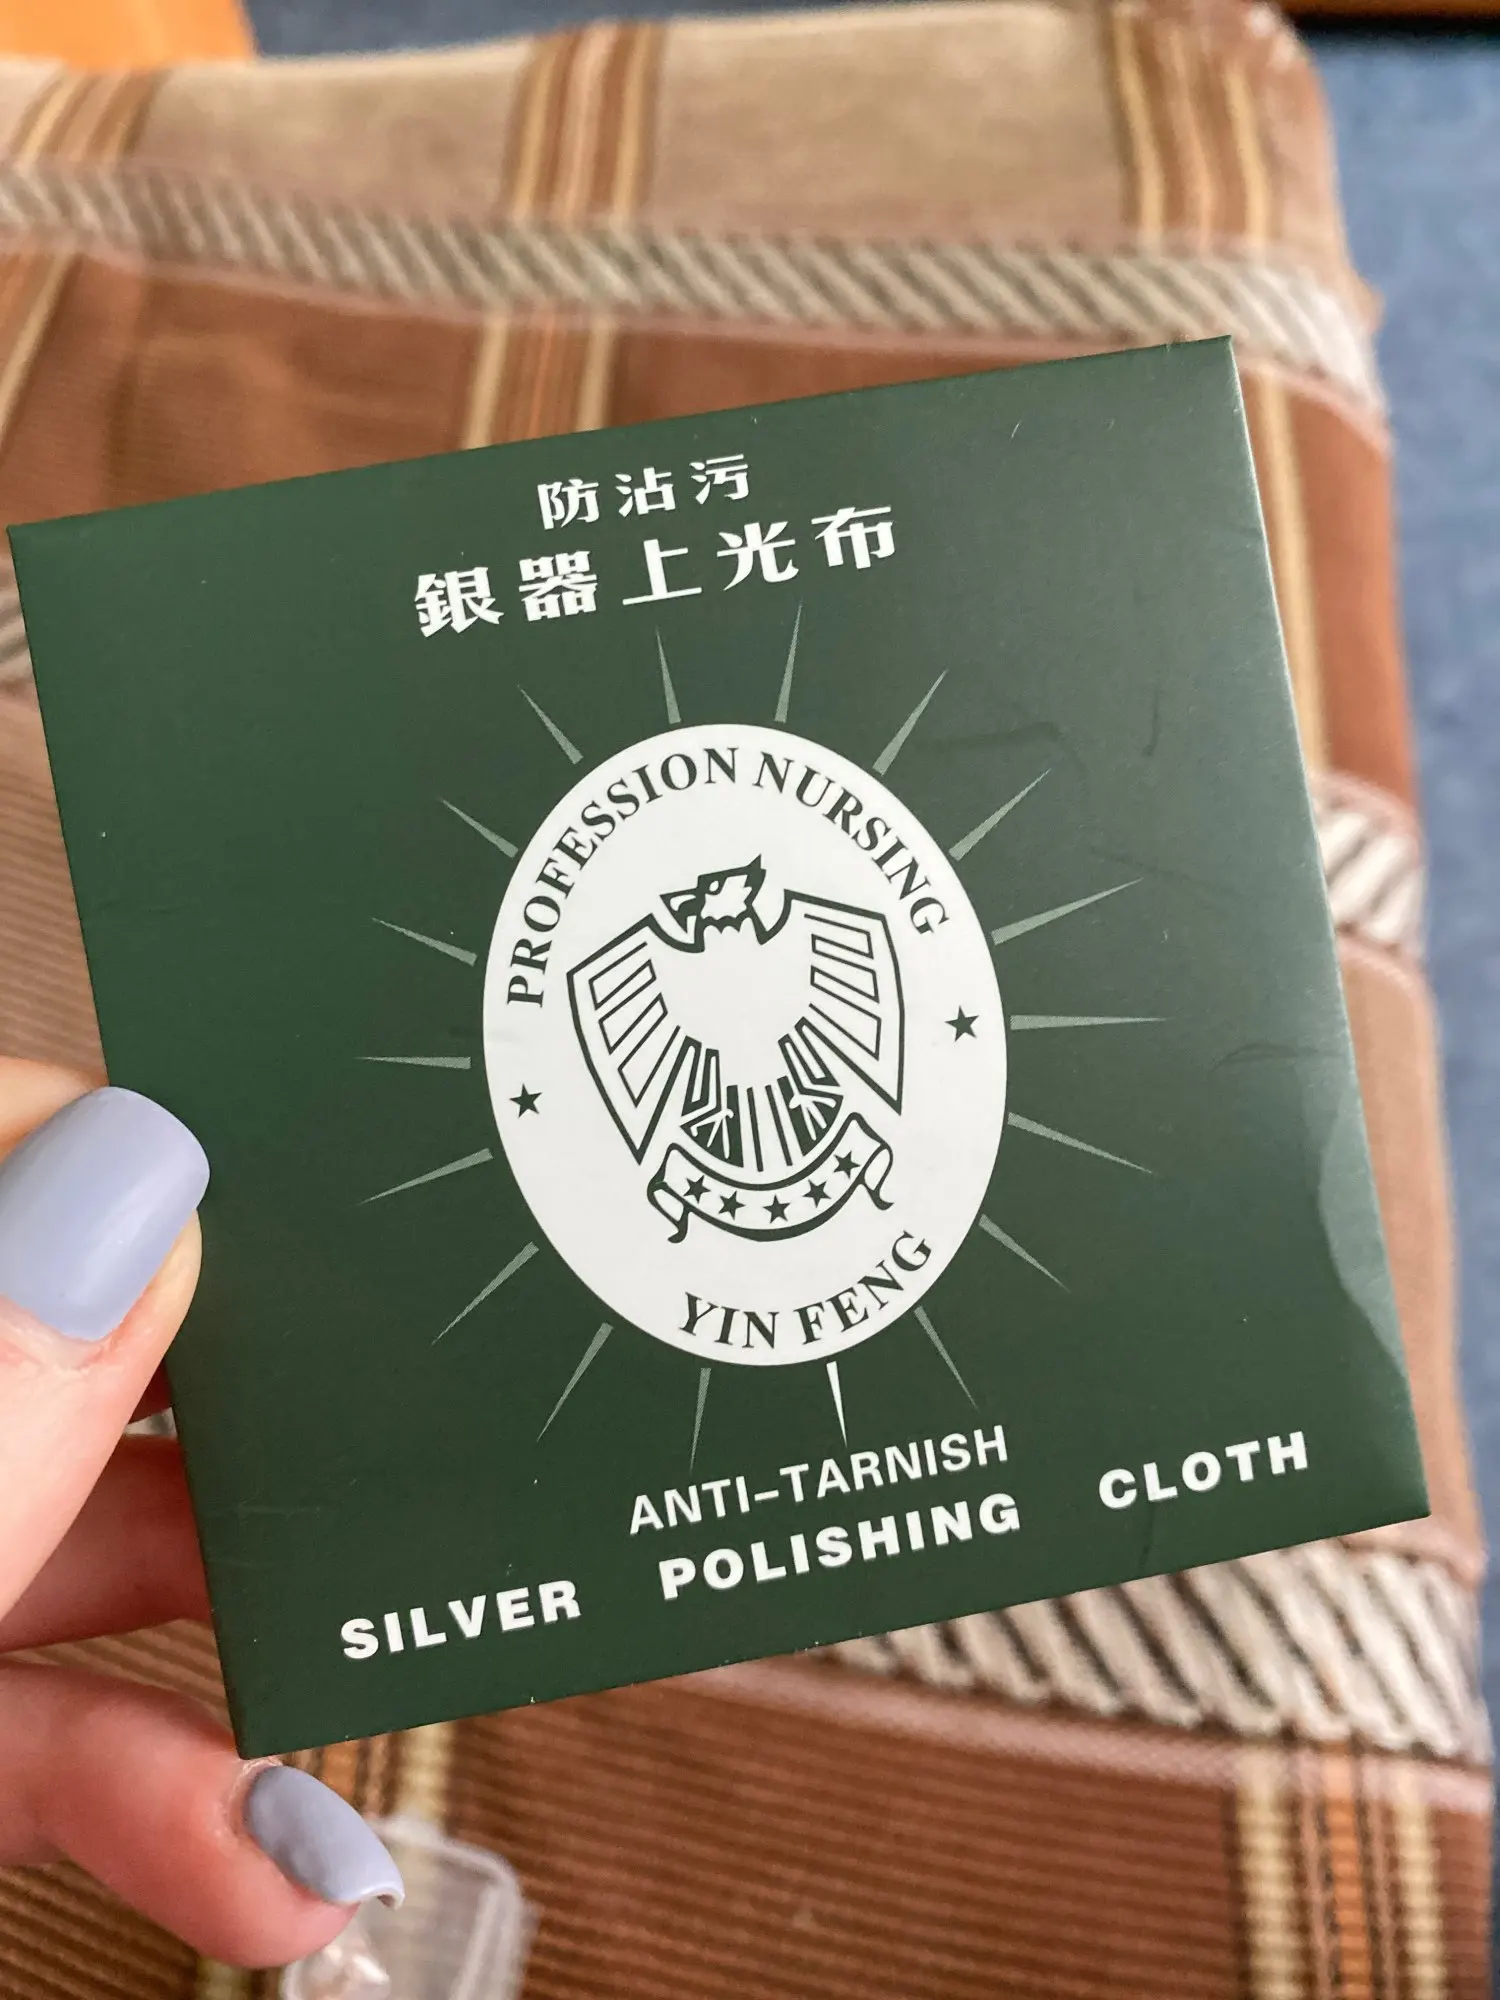 防沾污
銀器上光布
PROFESSION NURSING
YIN FENG
ANTI-TARNISH
SILVER POLISHING CLOTH